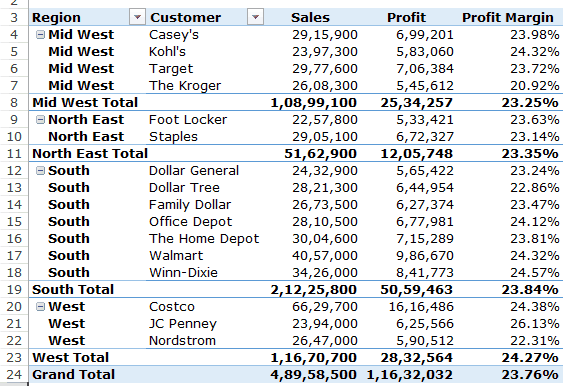 2
3 Region Customer Sales Profit Profit Margin
4 Mid West Casey's 29,15,900 6,99,201 23.98%
5 Mid West Kohl's 23,97,300 5,83,060 24.32%
6 Mid West Target 29,77,600 7,06,384 23.72%
7 Mid West The Kroger 26,08,300 5,45,612 20.92%
8 Mid West Total 1,08,99,100 25,34,257 23.25%
9 North East Foot Locker 22,57,800 5,33,421 23.63%
10 North East Staples 29,05,100 6,72,327 23.14%
11 North East Total 51,62,900 12,05,748 23.35%
12 South Dollar General 24,32,900 5,65,422 23.24%
13 South Dollar Tree 28,21,300 6,44,954 22.86%
14 South Family Dollar 26,73,500 6,27,374 23.47%
15 South Office Depot 28,10,500 6,77,981 24.12%
16 South The Home Depot 30,04,600 7,15,289 23.81%
17 South Walmart 40,57,000 9,86,670 24.32%
18 South Winn-Dixie 34,26,000 8,41,773 24.57%
19 South Total 2,12,25,800 50,59,463 23.84%
20 West Costco 66,29,700 16,16,486 24.38%
21 West JC Penney 23,94,000 6,25,566 26.13%
22 West Nordstrom 26,47,000 5,90,512 22.31%
23 West Total 1,16,70,700 28,32,564 24.27%
24 Grand Total 4,89,58,500 1,16,32,032 23.76%